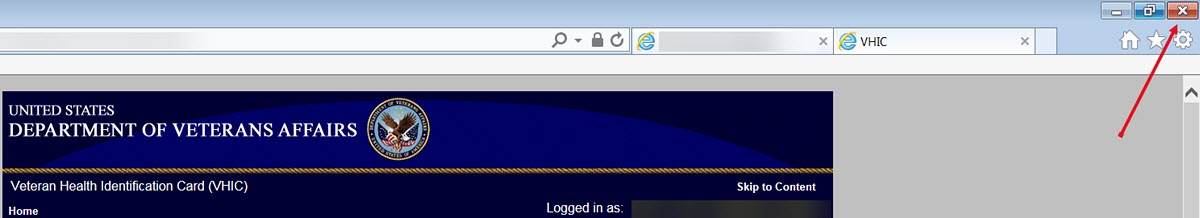 VHIC
UNITED STATES
DEPARTMENT OF VETERANS AFFAIRS
Veteran Health Identification Card (VHIC)
Skip to Content
Home
Logged in as: